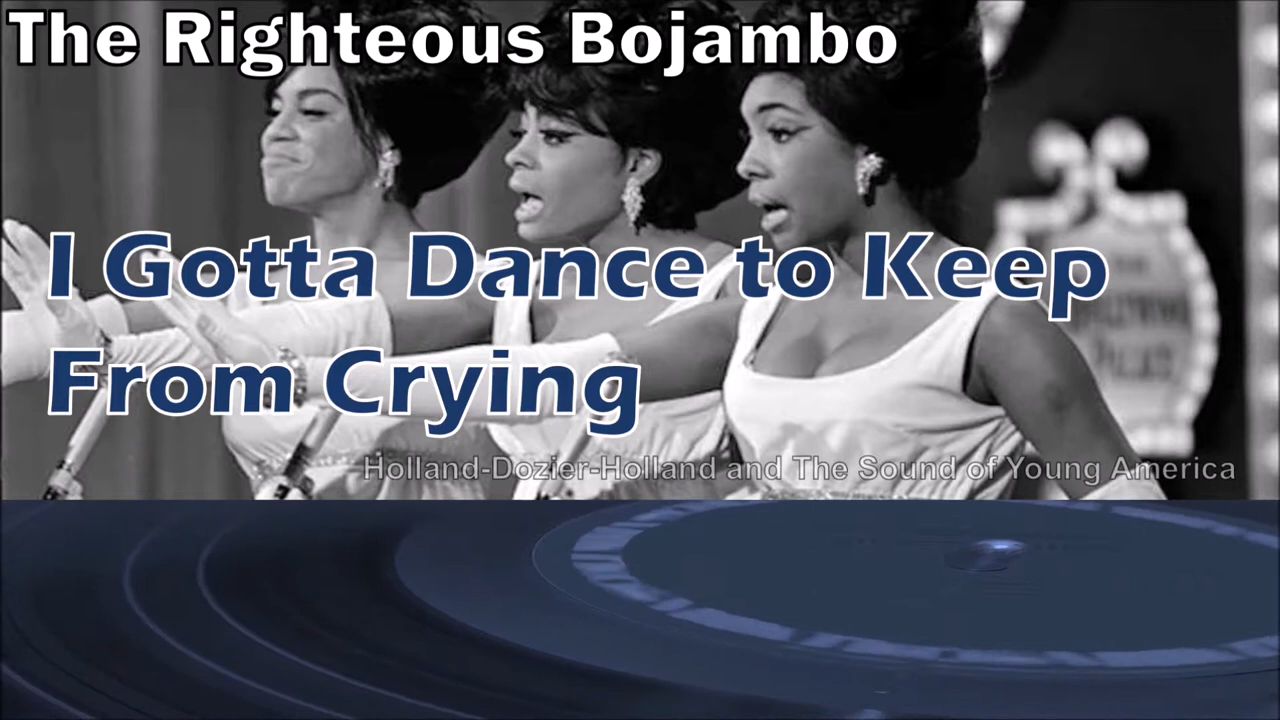 The Righteous Bojambo
I Gotta Dance to Keep
From Crying
Holland-Dozier-Holland and The Sound of Young America